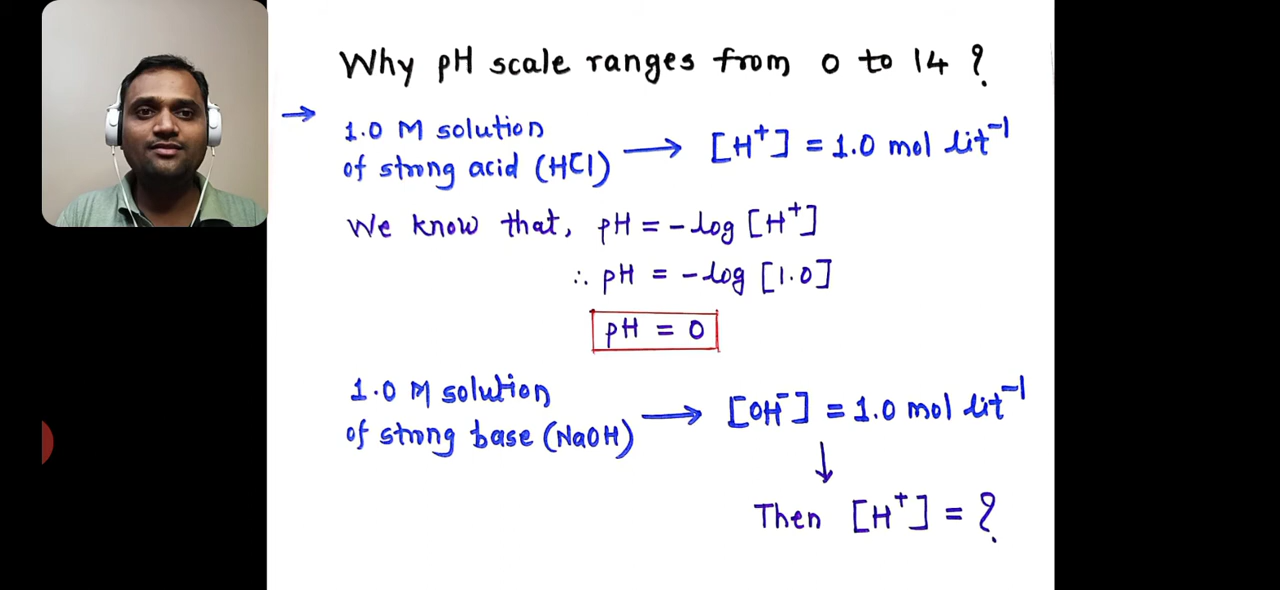 Why pH scale ranges from 0 to 14 ?
→ 1.0 M solution
of strong acid (HCl) → [H⁺] = 1.0 mol lit⁻¹
We know that, pH = -log [H⁺]
∴ pH = -log [1.0]
pH = 0
1.0 M solution
of strong base (NaOH) → [OH⁻] = 1.0 mol lit⁻¹
↓
Then [H⁺] = ?